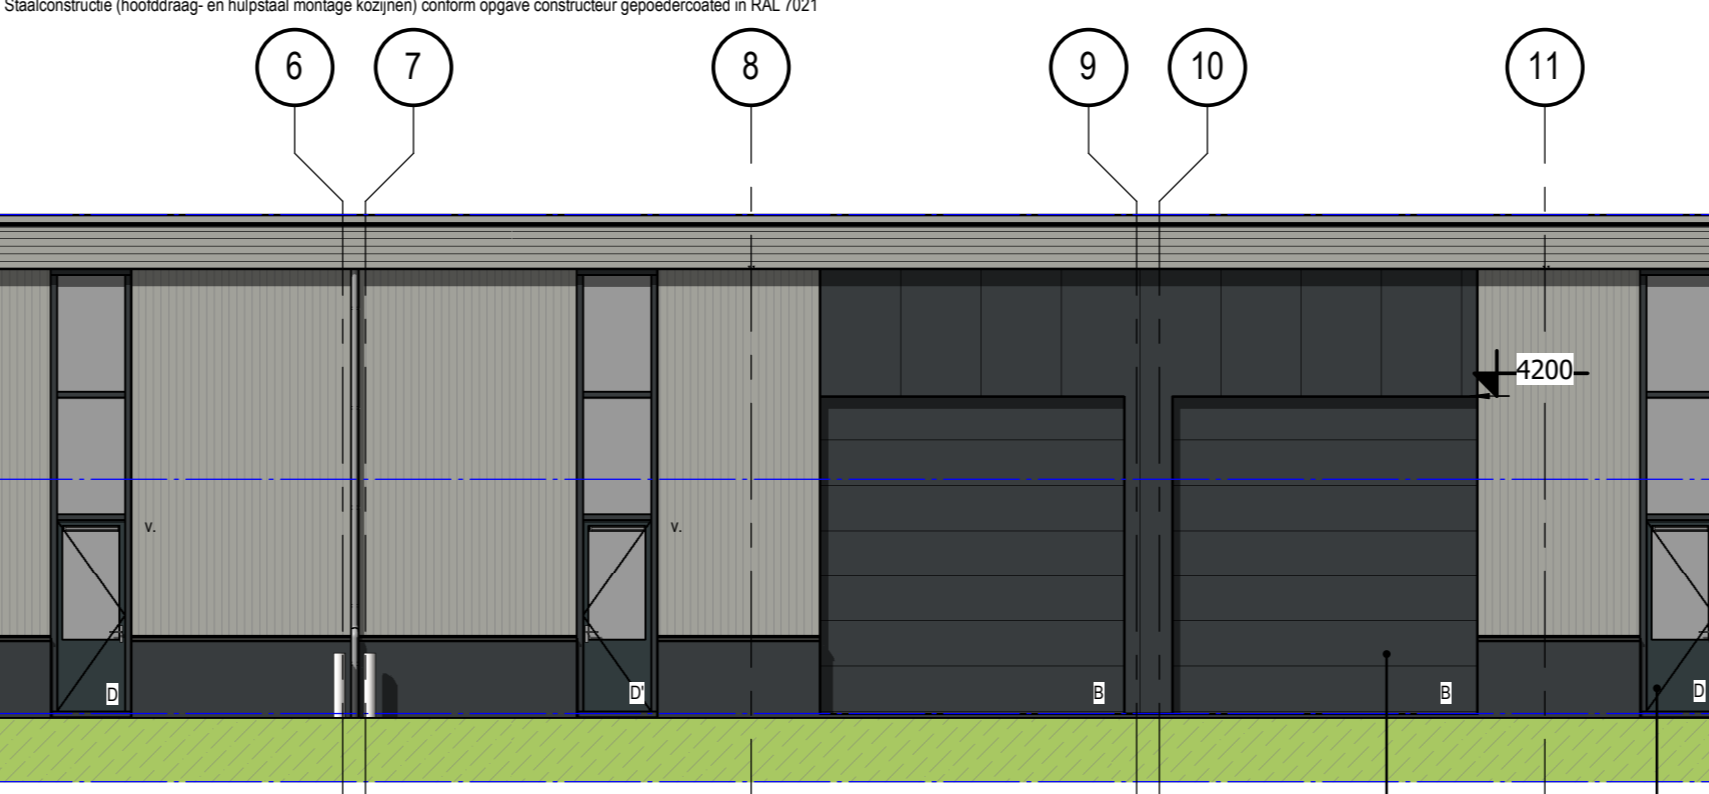 Staalconstructie (hoofddraag- en hulpstaal montage kozijnen) conform opgave constructeur gepoedercoated in RAL 7021
6 7 8 9 10 11
4200
v. v.
D D' B B D